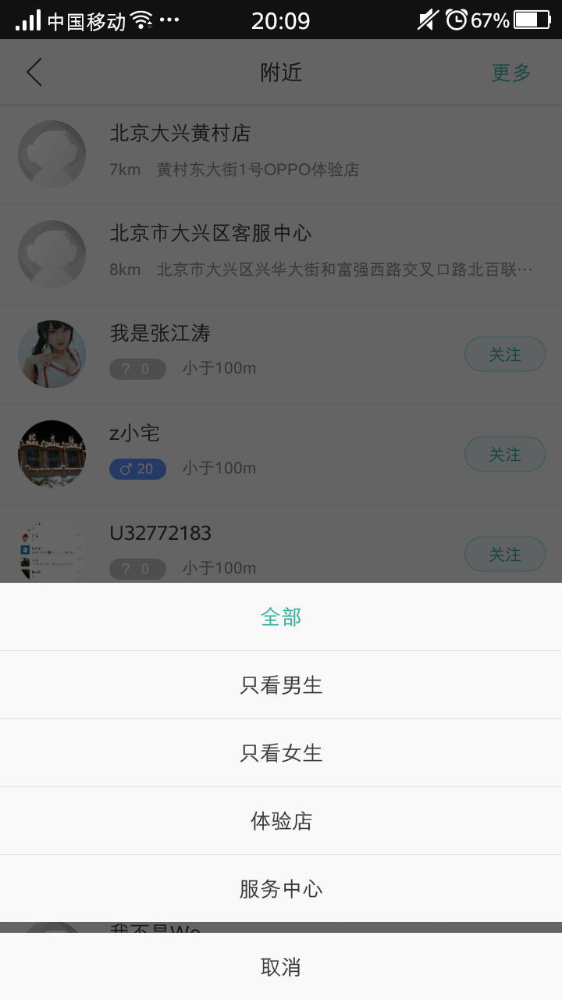 中国移动 ••• 20:09 67%
附近 更多
北京大兴黄村店
7km 黄村东大街1号OPPO体验店
北京市大兴区客服中心
8km 北京市大兴区兴华大街和富强西路交叉口路北百联…
我是张江涛
? 0 小于100m 关注
z小宅
♂ 20 小于100m 关注
U32772183
? 0 小于100m 关注
全部
只看男生
只看女生
体验店
服务中心
我不是We
取消